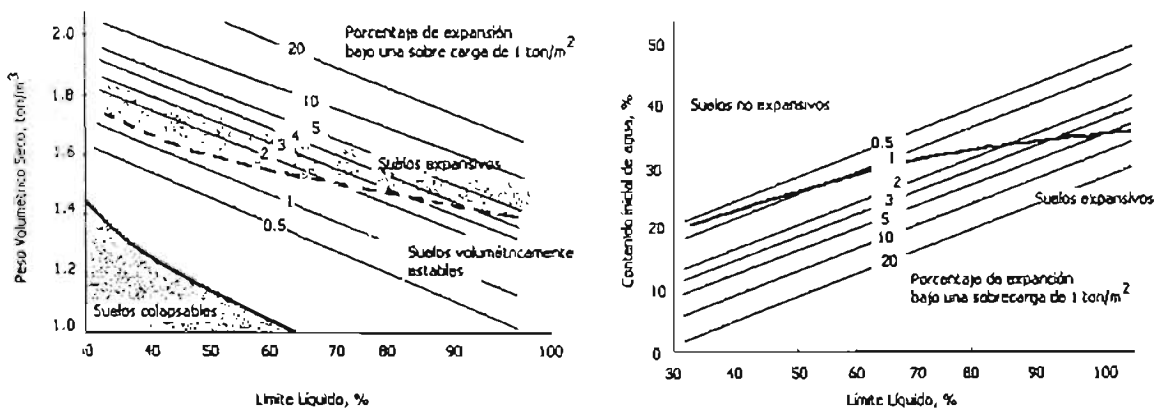 2.0
1.8
1.6
1.4
1.2
1.0
Peso Volumétrico Seco, ton/m³
Porcentaje de expansión
bajo una sobre carga de 1 ton/m²
20
10
5
4
3
2
1
0.5
Suelos expansivos
Suelos volumétricamente
estables
Suelos colapsables
40 50 60 70 80 90 100
Límite Líquido, %
50
40
30
20
10
0
Contenido inicial de agua, %
Suelos no expansivos
0.5
1
2
3
5
10
20
Suelos expansivos
Porcentaje de expanción
bajo una sobrecarga de 1 ton/m²
30 40 50 60 70 80 90 100
Límite Líquido, %